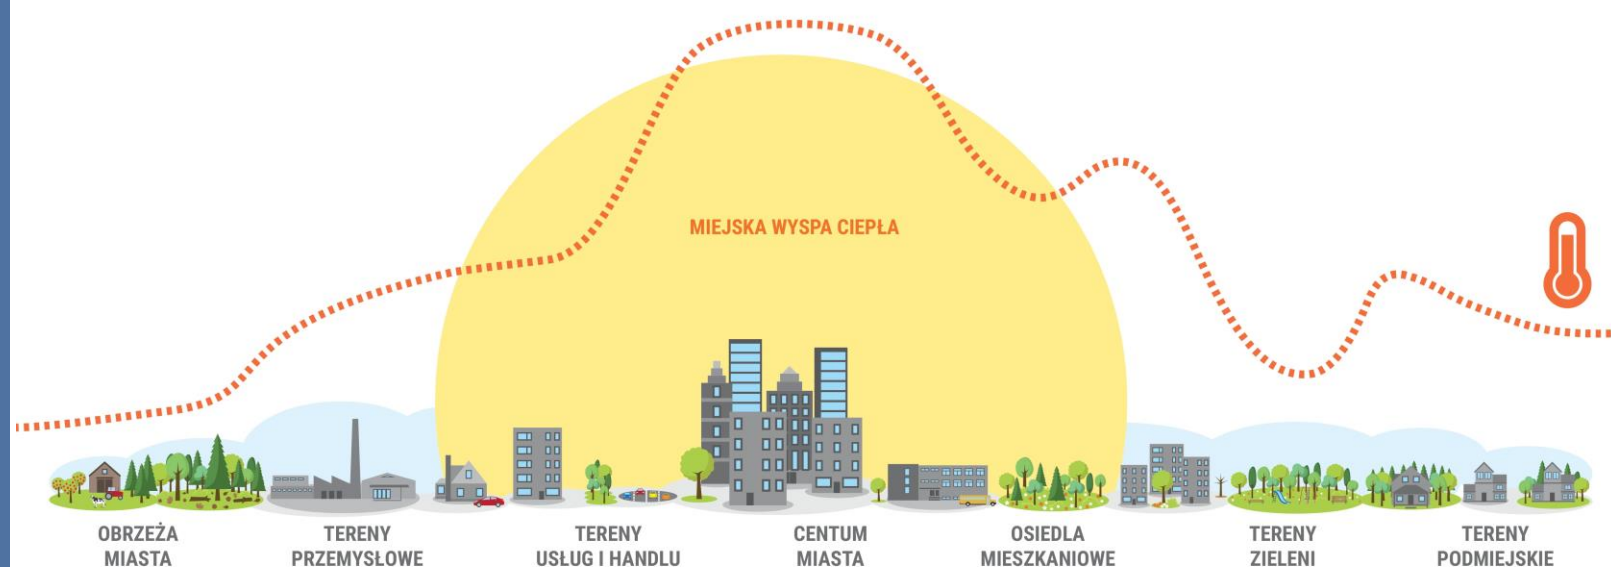 MIEJSKA WYSPA CIEPŁA
OBRZEŻA
MIASTA
TERENY
PRZEMYSŁOWE
TERENY
USŁUG I HANDLU
CENTUM
MIASTA
OSIEDLA
MIESZKANIOWE
TERENY
ZIELENI
TERENY
PODMIEJSKIE